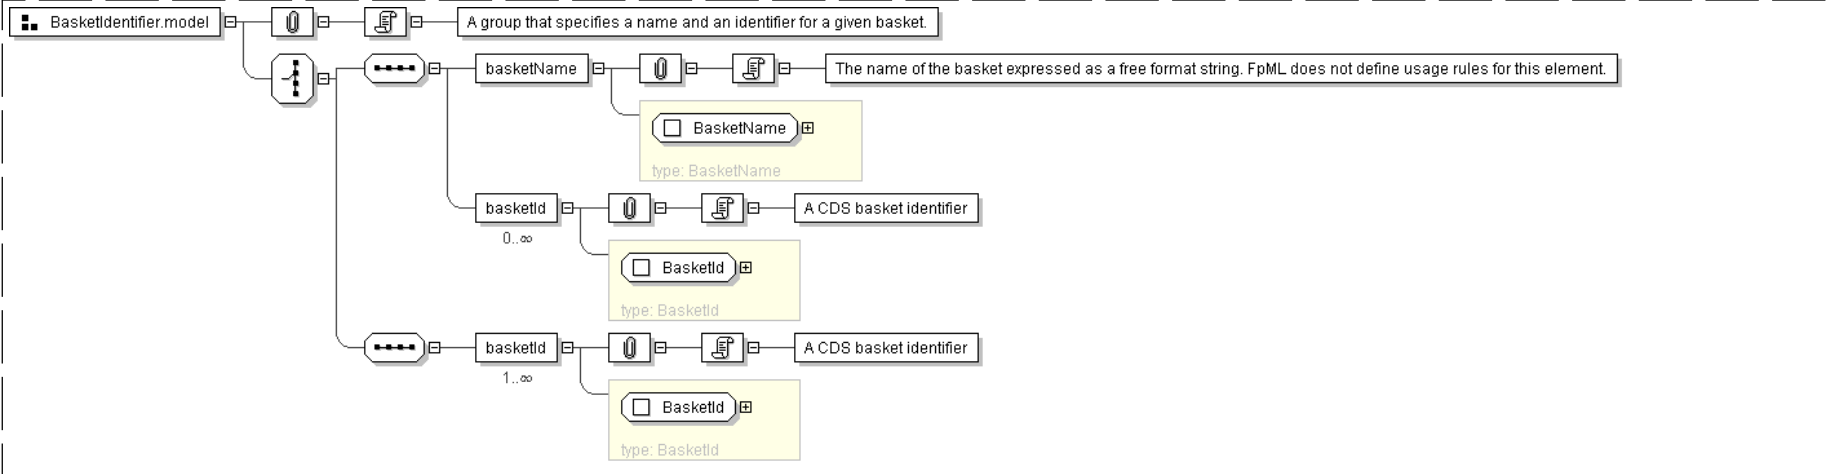 BasketIdentifier.model
A group that specifies a name and an identifier for a given basket.
basketName
The name of the basket expressed as a free format string. FpML does not define usage rules for this element.
BasketName
type: BasketName
basketId
A CDS basket identifier
0..∞
BasketId
type: BasketId
basketId
A CDS basket identifier
1..∞
BasketId
type: BasketId